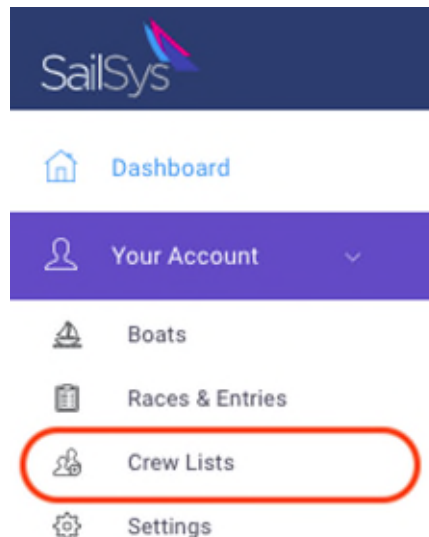 SailSys
Dashboard
Your Account
Boats
Races & Entries
Crew Lists
Settings